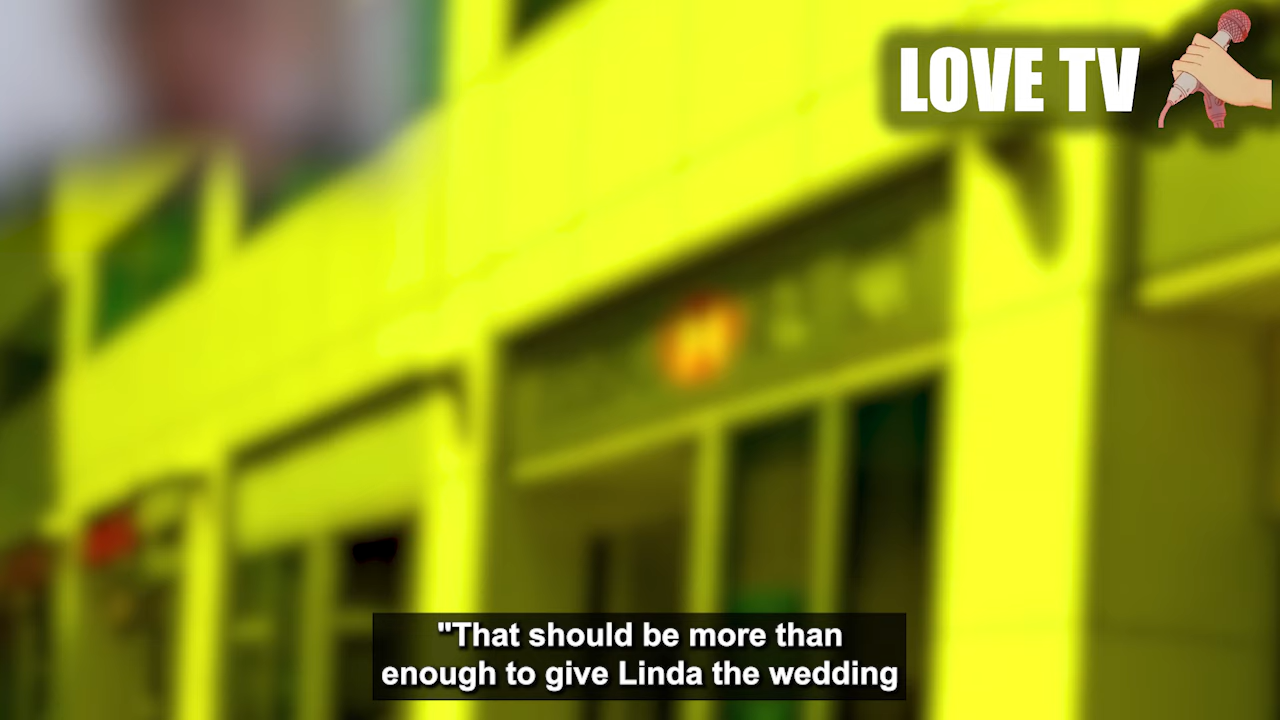 LOVE TV
"That should be more than
enough to give Linda the wedding